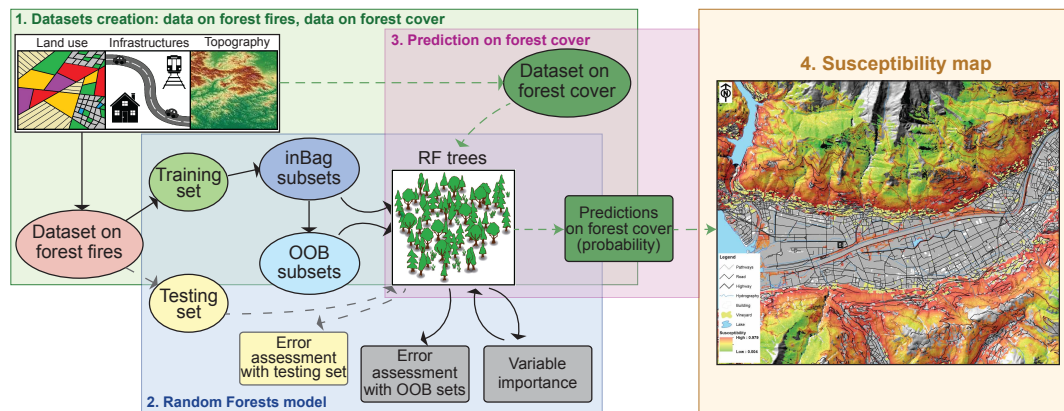 1. Datasets creation: data on forest fires, data on forest cover
Land use
Infrastructures
Topography
3. Prediction on forest cover
Dataset on
forest cover
4. Susceptibility map
N
Training
set
inBag
subsets
RF trees
Dataset on
forest fires
OOB
subsets
Predictions
on forest cover
(probability)
Testing
set
Error
assessment
with testing set
Error
assessment
with OOB sets
Variable
importance
2. Random Forests model
Legend
Pathways
Road
Highway
Hydrography
Building
Vineyard
Lake
Susceptibility
High : 0.979
Low : 0.004